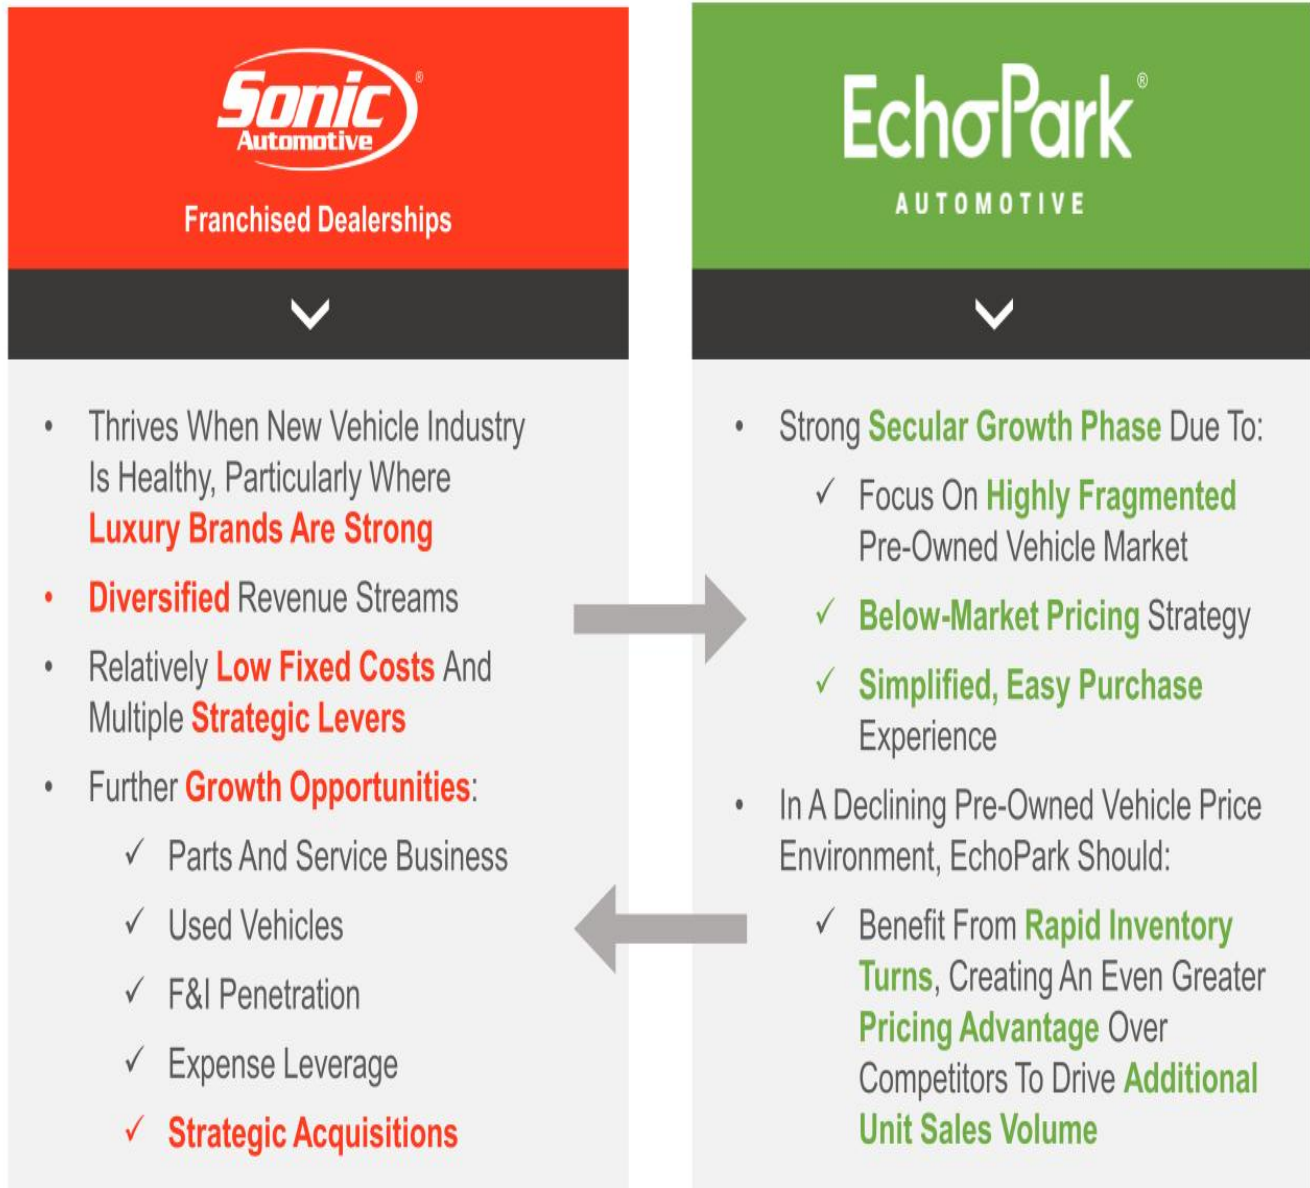 Sonic®
Automotive
Franchised Dealerships
• Thrives When New Vehicle Industry
Is Healthy, Particularly Where
Luxury Brands Are Strong
• Diversified Revenue Streams
• Relatively Low Fixed Costs And
Multiple Strategic Levers
• Further Growth Opportunities:
✓ Parts And Service Business
✓ Used Vehicles
✓ F&I Penetration
✓ Expense Leverage
✓ Strategic Acquisitions
EchoPark®
AUTOMOTIVE
• Strong Secular Growth Phase Due To:
✓ Focus On Highly Fragmented
Pre-Owned Vehicle Market
✓ Below-Market Pricing Strategy
✓ Simplified, Easy Purchase
Experience
• In A Declining Pre-Owned Vehicle Price
Environment, EchoPark Should:
✓ Benefit From Rapid Inventory
Turns, Creating An Even Greater
Pricing Advantage Over
Competitors To Drive Additional
Unit Sales Volume